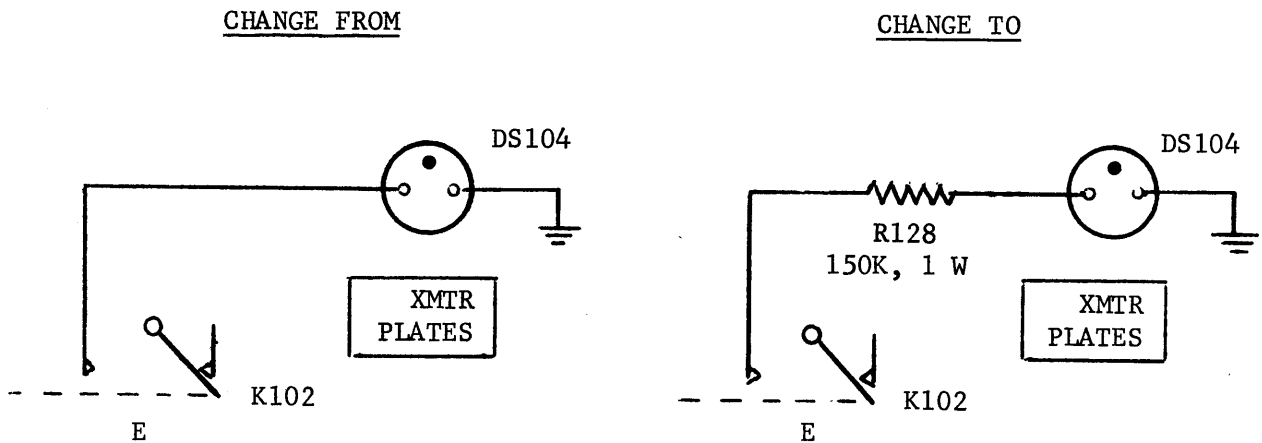 CHANGE FROM
DS104
XMTR
PLATES
K102
E
CHANGE TO
DS104
R128
150K, 1 W
XMTR
PLATES
K102
E